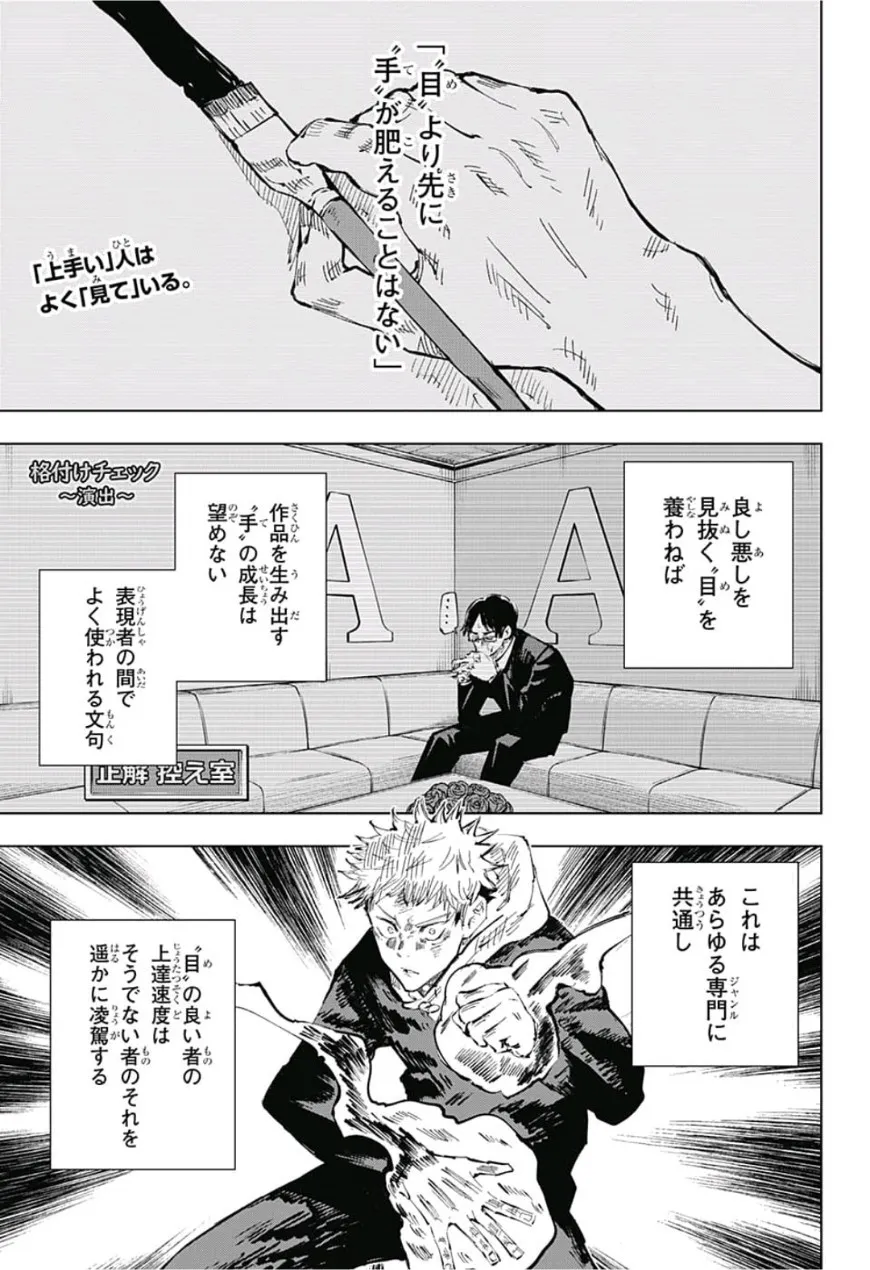 「〝目〟より先に
〝手〟が肥えることはない」
「上手い」人は
よく「見て」いる。
良し悪しを
見抜く〝目〟を
養わねば
作品を生み出す
〝手〟の成長は
望めない
表現者の間で
よく使われる文句
格付けチェック
～演出～
A
A
‥‥
正解 控え室
これは
あらゆる専門に
共通し
〝目〟の良い者の
上達速度は
そうでない者のそれを
遥かに凌駕する